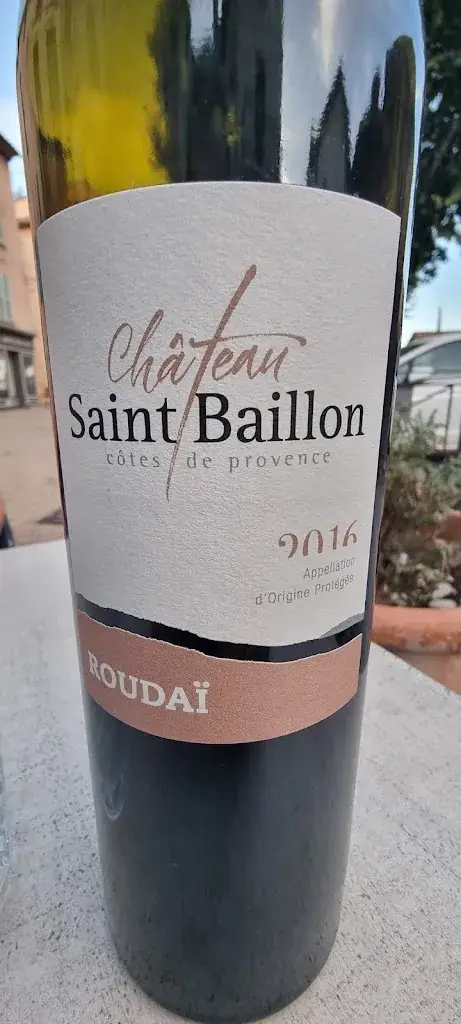 Château
Saint Baillon
côtes de provence
2016
Appellation
d'Origine Protégée
ROUDAÏ